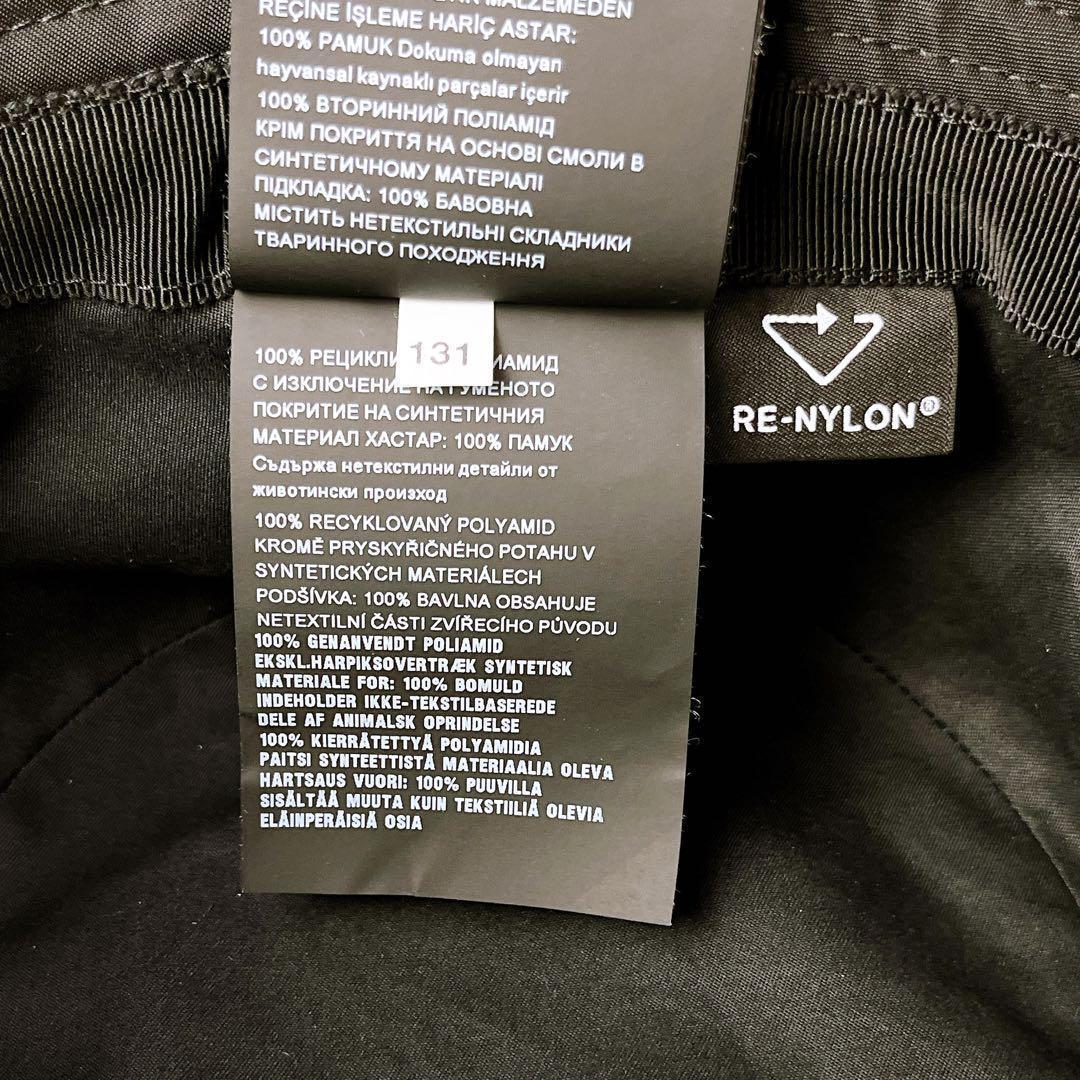 MALZEMEDEN
REÇİNE İŞLEME HARİÇ ASTAR:
100% PAMUK Dokuma olmayan
hayvansal kaynaklı parçalar içerir
100% ВТОРИННИЙ ПОЛІАМІД
КРІМ ПОКРИТТЯ НА ОСНОВІ СМОЛИ В
СИНТЕТИЧНОМУ МАТЕРІАЛІ
ПІДКЛАДКА: 100% БАВОВНА
МІСТИТЬ НЕТЕКСТИЛЬНІ СКЛАДНИКИ
ТВАРИННОГО ПОХОДЖЕННЯ
131
100%
С ИЗКЛЮЧЕНИЕ НА ГУМЕНОТО
ПОКРИТИЕ НА СИНТЕТИЧНИЯ
МАТЕРИАЛ ХАСТАР: 100% ПАМУК
Съдържа нетекстилни детайли от
животински произход
100% RECYKLOVANÝ POLYAMID
KROMĚ PRYSKYŘIČNÉHO POTAHU V
SYNTETICKÝCH MATERIÁLECH
PODŠÍVKA: 100% BAVLNA OBSAHUJE
NETEXTILNÍ ČÁSTI ZVÍŘECÍHO PŮVODU
100% GENANVENDT POLIAMID
EKSKL.HARPIKSOVERTRÆK SYNTETISK
MATERIALE FOR: 100% BOMULD
INDEHOLDER IKKE-TEKSTILBASEREDE
DELE AF ANIMALSK OPRINDELSE
100% KIERRÄTETTYÄ POLYAMIDIA
PAITSI SYNTEETTISTÄ MATERIAALIA OLEVA
HARTSAUS VUORI: 100% PUUVILLA
SISÄLTÄÄ MUUTA KUIN TEKSTIILIÄ OLEVIA
ELÄINPERÄISIÄ OSIA
RE-NYLON®